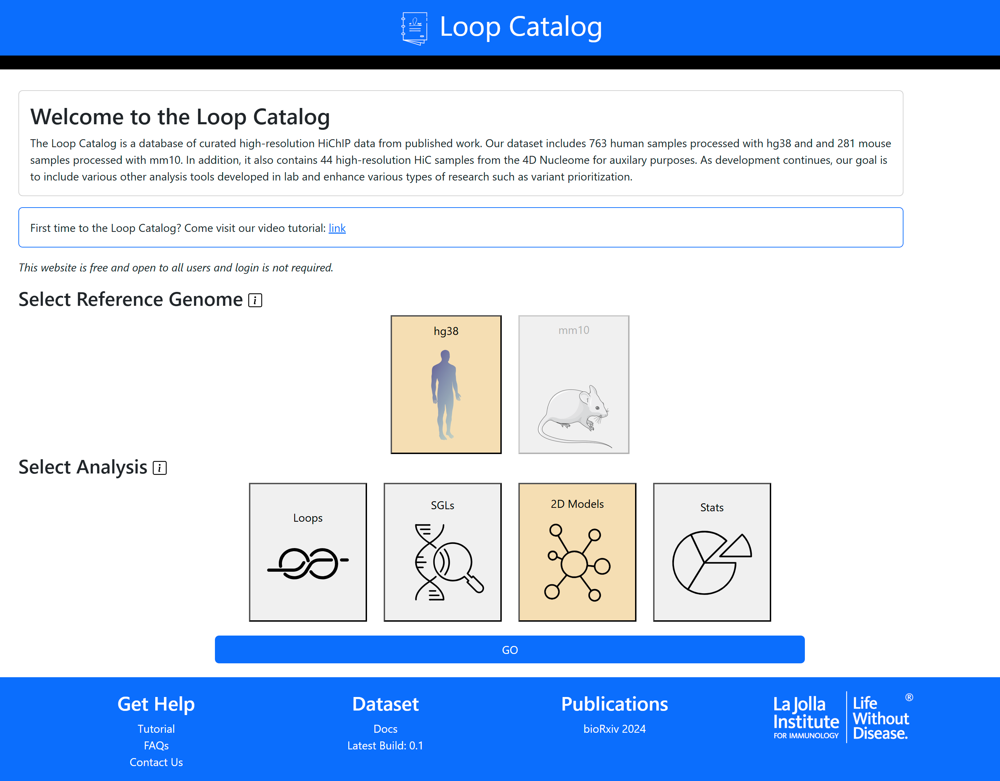 Loop Catalog
Welcome to the Loop Catalog
The Loop Catalog is a database of curated high-resolution HiChIP data from published work. Our dataset includes 763 human samples processed with hg38 and and 281 mouse
samples processed with mm10. In addition, it also contains 44 high-resolution HiC samples from the 4D Nucleome for auxilary purposes. As development continues, our goal is
to include various other analysis tools developed in lab and enhance various types of research such as variant prioritization.
First time to the Loop Catalog? Come visit our video tutorial: link
This website is free and open to all users and login is not required.
Select Reference Genome i
hg38
mm10
Select Analysis i
Loops
SGLs
2D Models
Stats
GO
Get Help
Tutorial
FAQs
Contact Us
Dataset
Docs
Latest Build: 0.1
Publications
bioRxiv 2024
La Jolla
Institute
FOR IMMUNOLOGY
Life
Without
Disease.
®